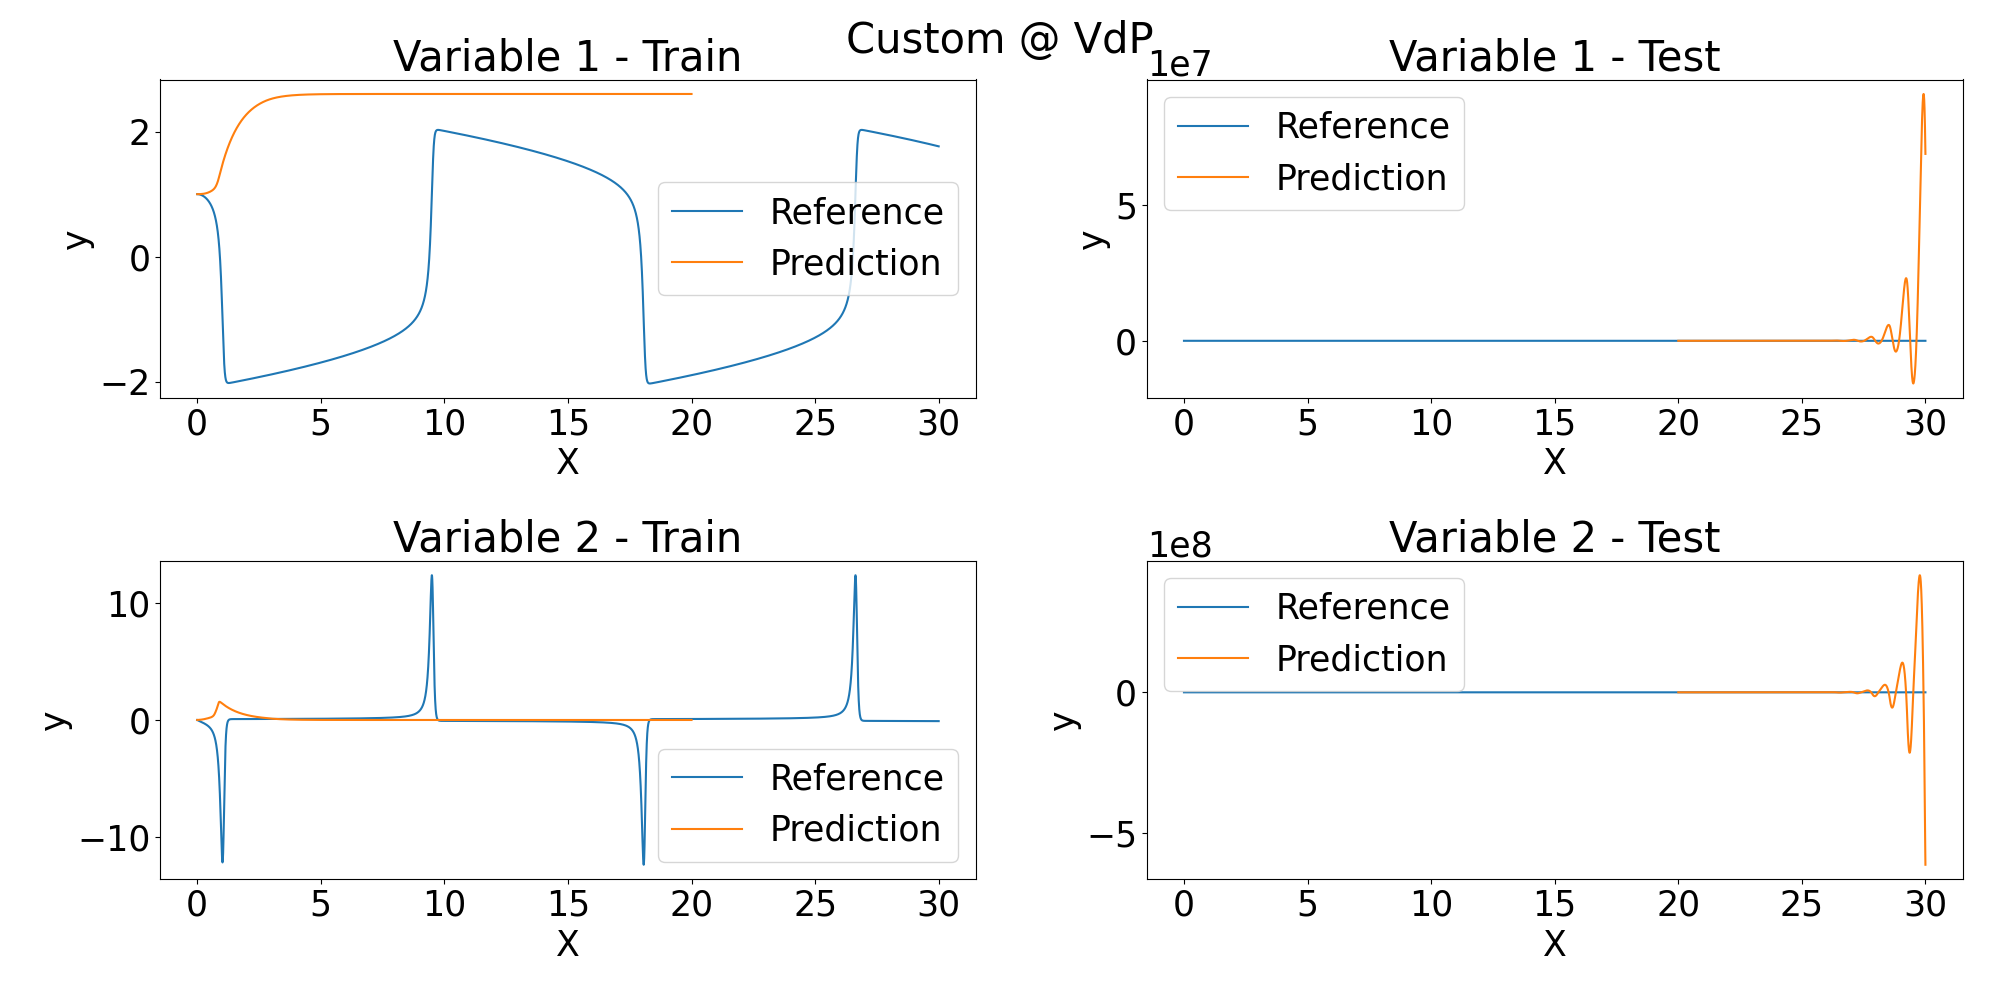 Custom @ VdP
Variable 1 - Train
2
0
−2
y
0 5 10 15 20 25 30
X
Reference
Prediction
Variable 1 - Test
1e7
5
0
y
0 5 10 15 20 25 30
X
Reference
Prediction
Variable 2 - Train
10
0
−10
y
0 5 10 15 20 25 30
X
Reference
Prediction
Variable 2 - Test
1e8
0
−5
y
0 5 10 15 20 25 30
X
Reference
Prediction